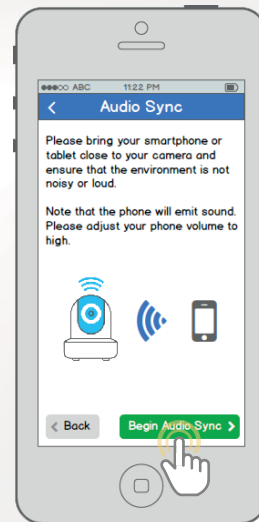 ABC 11:22 PM
Audio Sync
Please bring your smartphone or
tablet close to your camera and
ensure that the environment is not
noisy or loud.
Note that the phone will emit sound.
Please adjust your phone volume to
high.
Back Begin Audio Sync